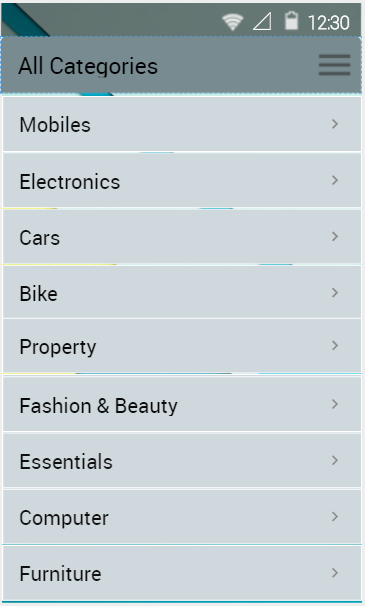 12:30
All Categories
Mobiles
Electronics
Cars
Bike
Property
Fashion & Beauty
Essentials
Computer
Furniture